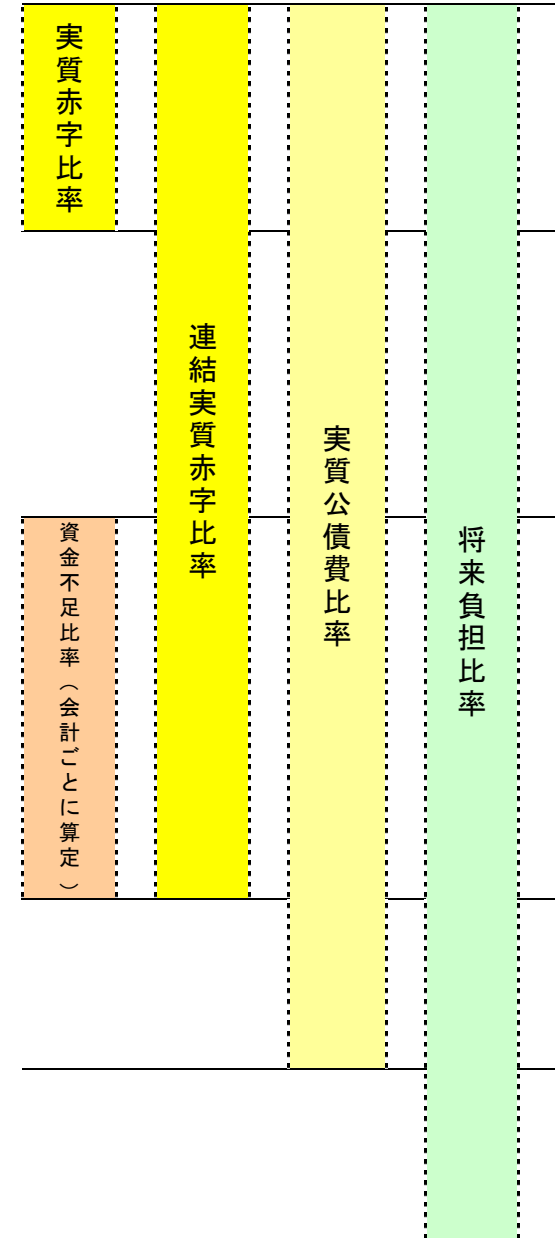 実質赤字比率
連結実質赤字比率
実質公債費比率
将来負担比率
資金不足比率（会計ごとに算定）